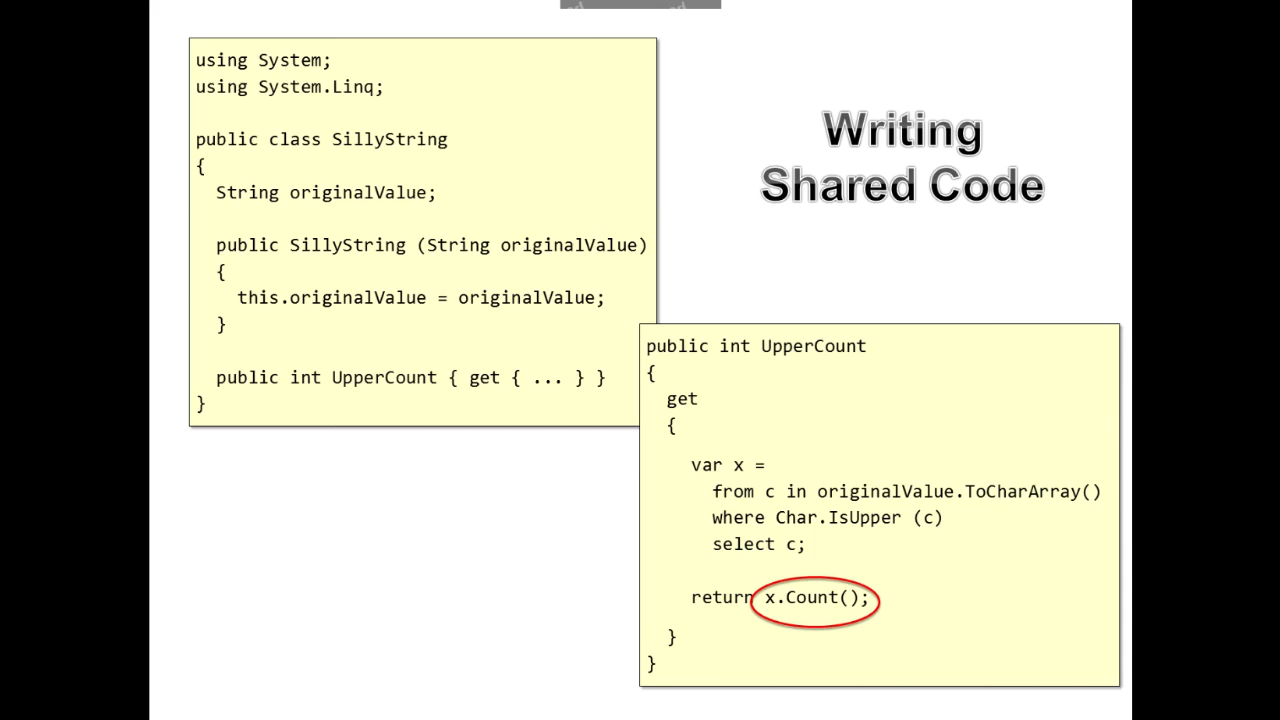 Writing
Shared Code
using System;
using System.Linq;
public class SillyString
{
String originalValue;
public SillyString (String originalValue)
{
this.originalValue = originalValue;
}
public int UpperCount { get { ... } }
}
public int UpperCount
{
get
{
var x =
from c in originalValue.ToCharArray()
where Char.IsUpper (c)
select c;
return x.Count();
}
}